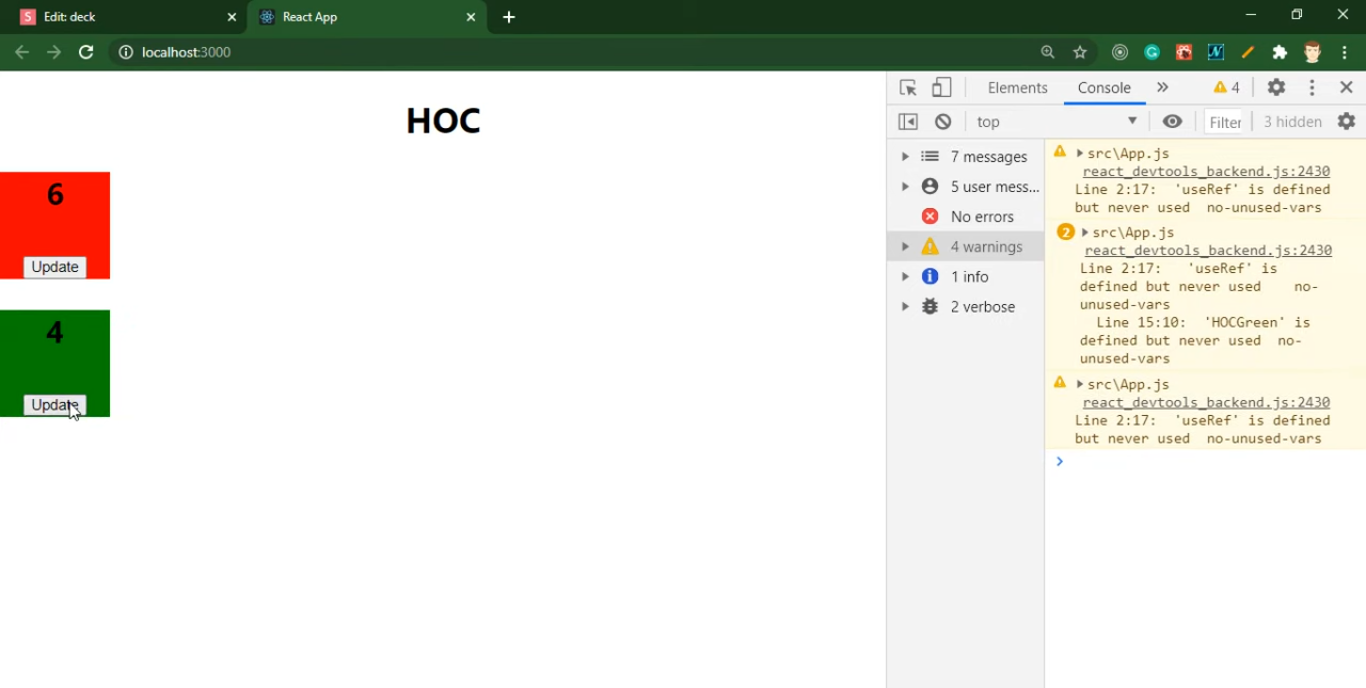 Edit: deck
React App
localhost:3000
Elements
Console
4
top
Filter
3 hidden
HOC
6
Update
4
Update
7 messages
5 user mess...
No errors
4 warnings
1 info
2 verbose
src\App.js
react_devtools_backend.js:2430
Line 2:17: 'useRef' is defined
but never used no-unused-vars
2 src\App.js
react_devtools_backend.js:2430
Line 2:17: 'useRef' is
defined but never used no-
unused-vars
Line 15:10: 'HOCGreen' is
defined but never used no-
unused-vars
src\App.js
react_devtools_backend.js:2430
Line 2:17: 'useRef' is defined
but never used no-unused-vars